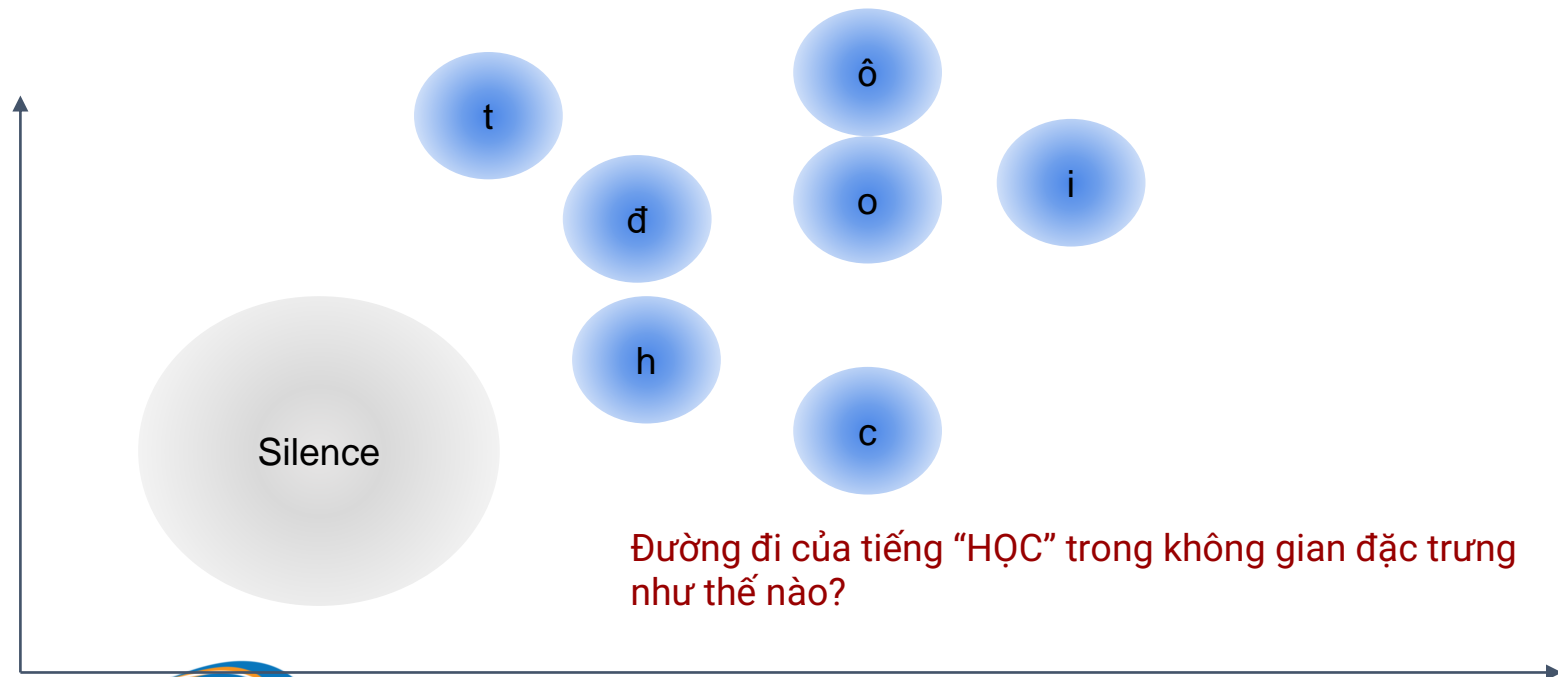 ô
t
i
o
đ
h
c
Silence
Đường đi của tiếng “HỌC” trong không gian đặc trưng
như thế nào?